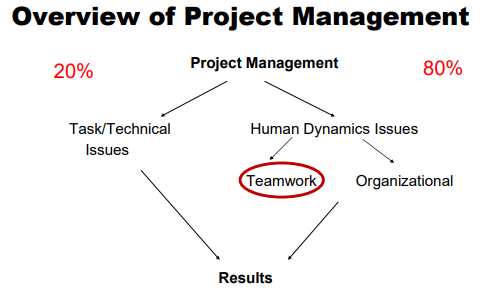 Overview of Project Management
20%
Project Management
80%
Task/Technical
Issues
Human Dynamics Issues
Teamwork
Organizational
Results